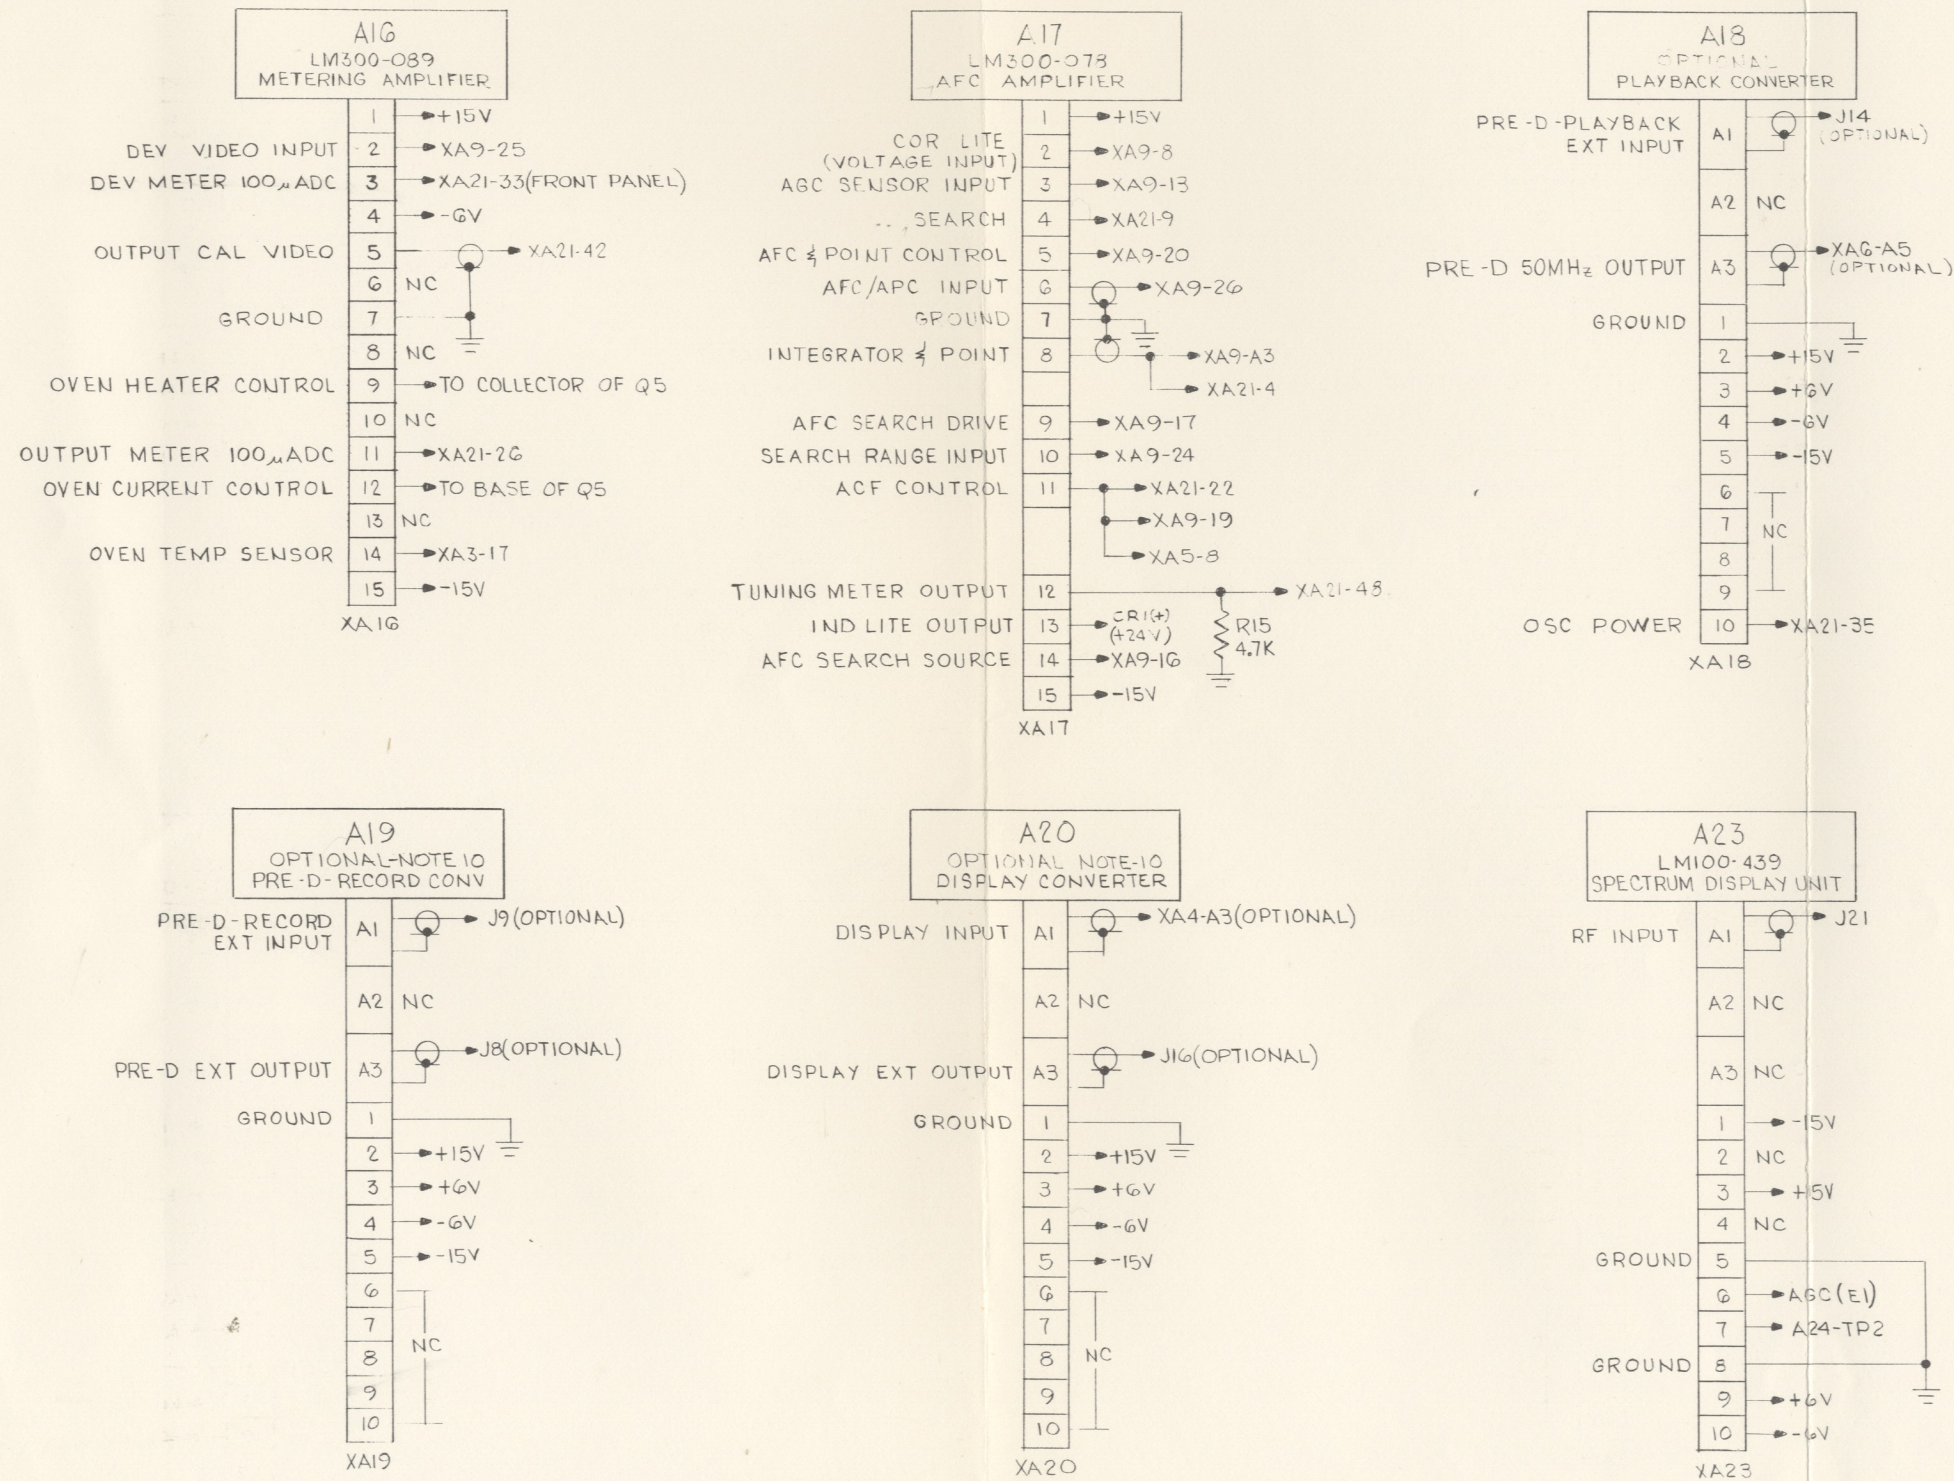 A16
LM300-089
METERING AMPLIFIER
1 +15V
DEV VIDEO INPUT 2 XA9-25
DEV METER 100μADC 3 XA21-33(FRONT PANEL)
4 -6V
OUTPUT CAL VIDEO 5 XA21-42
6 NC
GROUND 7
8 NC
OVEN HEATER CONTROL 9 TO COLLECTOR OF Q5
10 NC
OUTPUT METER 100μADC 11 XA21-26
OVEN CURRENT CONTROL 12 TO BASE OF Q5
13 NC
OVEN TEMP SENSOR 14 XA3-17
15 -15V
XA16
A17
LM300-078
AFC AMPLIFIER
1 +15V
COR LITE
(VOLTAGE INPUT) 2 XA9-8
AGC SENSOR INPUT 3 XA9-13
SEARCH 4 XA21-9
AFC & POINT CONTROL 5 XA9-20
AFC/APC INPUT 6 XA9-26
GROUND 7
INTEGRATOR & POINT 8 XA9-A3
XA21-4
AFC SEARCH DRIVE 9 XA9-17
SEARCH RANGE INPUT 10 XA9-24
ACF CONTROL 11 XA21-22
XA9-19
XA5-8
TUNING METER OUTPUT 12 XA21-48
IND LITE OUTPUT 13 CR1(+)
(+24V)
R15
4.7K
AFC SEARCH SOURCE 14 XA9-16
15 -15V
XA17
A18
OPTIONAL
PLAYBACK CONVERTER
PRE-D-PLAYBACK
EXT INPUT A1 J14
(OPTIONAL)
A2 NC
PRE-D 50MHz OUTPUT A3 XA6-A5
(OPTIONAL)
GROUND 1
2 +15V
3 +6V
4 -6V
5 -15V
6
7
NC
8
9
OSC POWER 10 XA21-35
XA18
A19
OPTIONAL-NOTE 10
PRE-D-RECORD CONV
PRE-D-RECORD
EXT INPUT A1 J9(OPTIONAL)
A2 NC
PRE-D EXT OUTPUT A3 J8(OPTIONAL)
GROUND 1
2 +15V
3 +6V
4 -6V
5 -15V
6
7
NC
8
9
10
XA19
A20
OPTIONAL NOTE-10
DISPLAY CONVERTER
DISPLAY INPUT A1 XA4-A3(OPTIONAL)
A2 NC
DISPLAY EXT OUTPUT A3 J16(OPTIONAL)
GROUND 1
2 +15V
3 +6V
4 -6V
5 -15V
6
7
8 NC
9
10
XA20
A23
LM100-439
SPECTRUM DISPLAY UNIT
RF INPUT A1 J21
A2 NC
A3 NC
1 -15V
2 NC
3 +15V
4 NC
GROUND 5
6 AGC(E1)
7 A24-TP2
GROUND 8
9 +6V
10 -6V
XA23